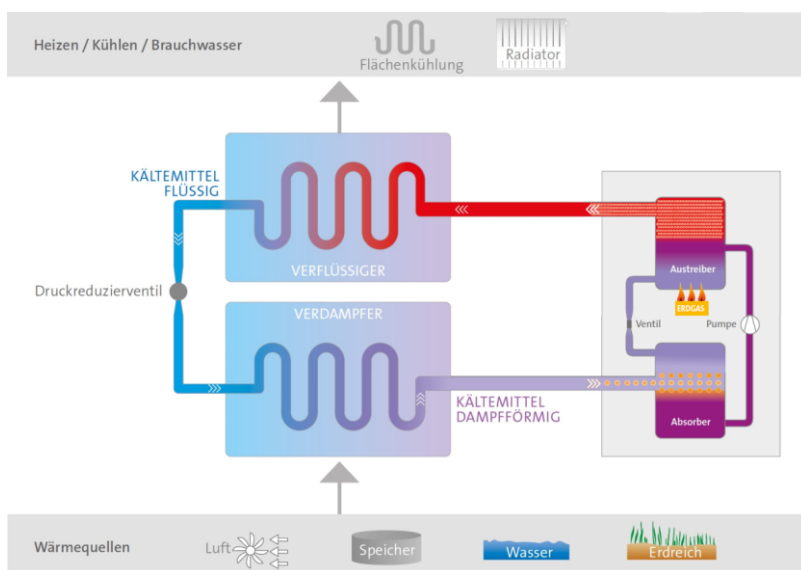 Heizen / Kühlen / Brauchwasser
Flächenkühlung
Radiator
KÄLTEMITTEL
FLÜSSIG
VERFLÜSSIGER
Austreiber
Druckreduzierventil
ERDGAS
VERDAMPFER
Ventil
Pumpe
KÄLTEMITTEL
DAMPFFÖRMIG
Absorber
Wärmequellen
Luft
Speicher
Wasser
Erdreich